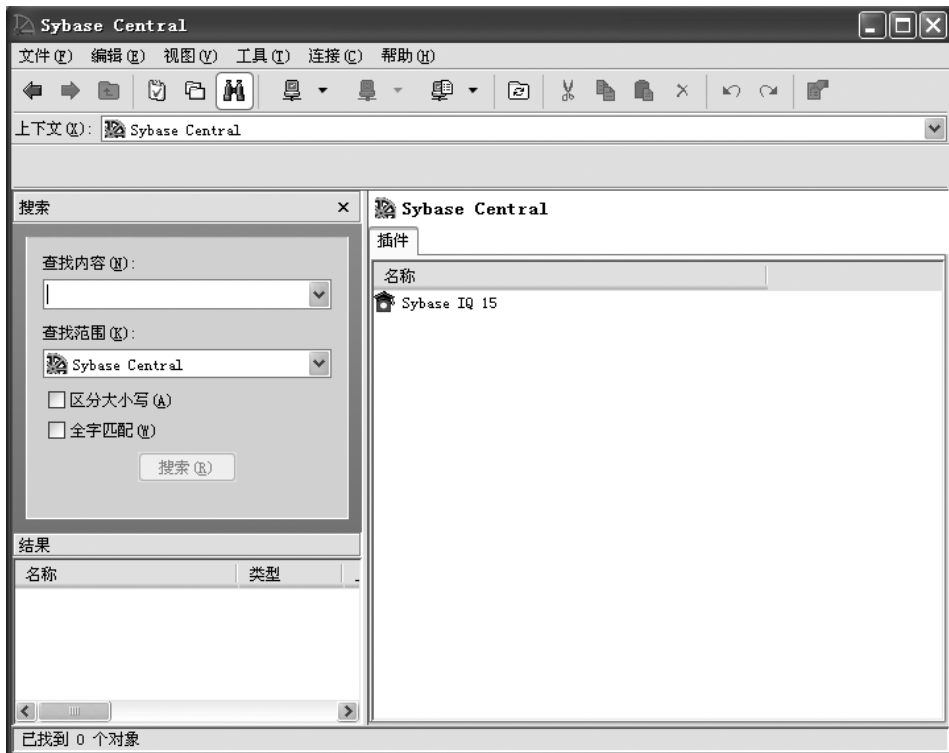 Sybase Central
文件(F) 编辑(E) 视图(V) 工具(T) 连接(C) 帮助(H)
上下文(X): Sybase Central
搜索
查找内容(N):
查找范围(K):
Sybase Central
区分大小写(A)
全字匹配(W)
搜索(R)
结果
名称 类型
已找到 0 个对象
Sybase Central
插件
名称
Sybase IQ 15